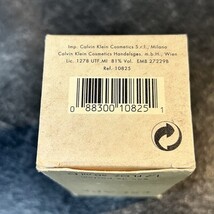 Imp. Calvin Klein Cosmetics S.r.l., Milano
Calvin Klein Cosmetics Handelsges. m.b.H., Wien
Lic. 1278 UTF MI 81% Vol. EMB 272298
Ref. 10825
0 88300 10825 1